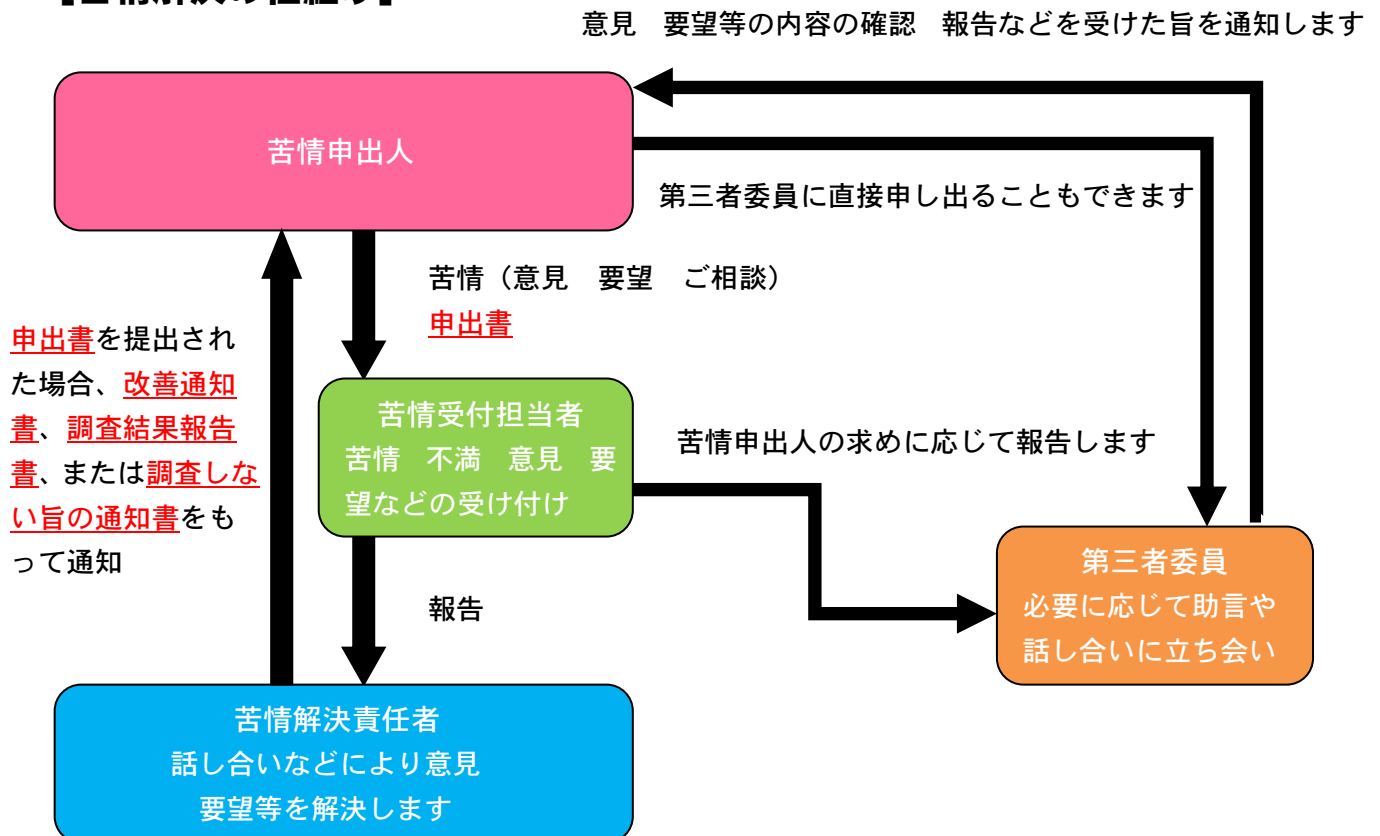 意見　要望等の内容の確認　報告などを受けた旨を通知します
苦情申出人
第三者委員に直接申し出ることもできます
苦情（意見　要望　ご相談）
申出書
申出書を提出され
た場合、改善通知
書、調査結果報告
書、または調査しな
い旨の通知書をも
って通知
苦情受付担当者
苦情　不満　意見　要
望などの受け付け
苦情申出人の求めに応じて報告します
第三者委員
必要に応じて助言や
話し合いに立ち会い
報告
苦情解決責任者
話し合いなどにより意見
要望等を解決します